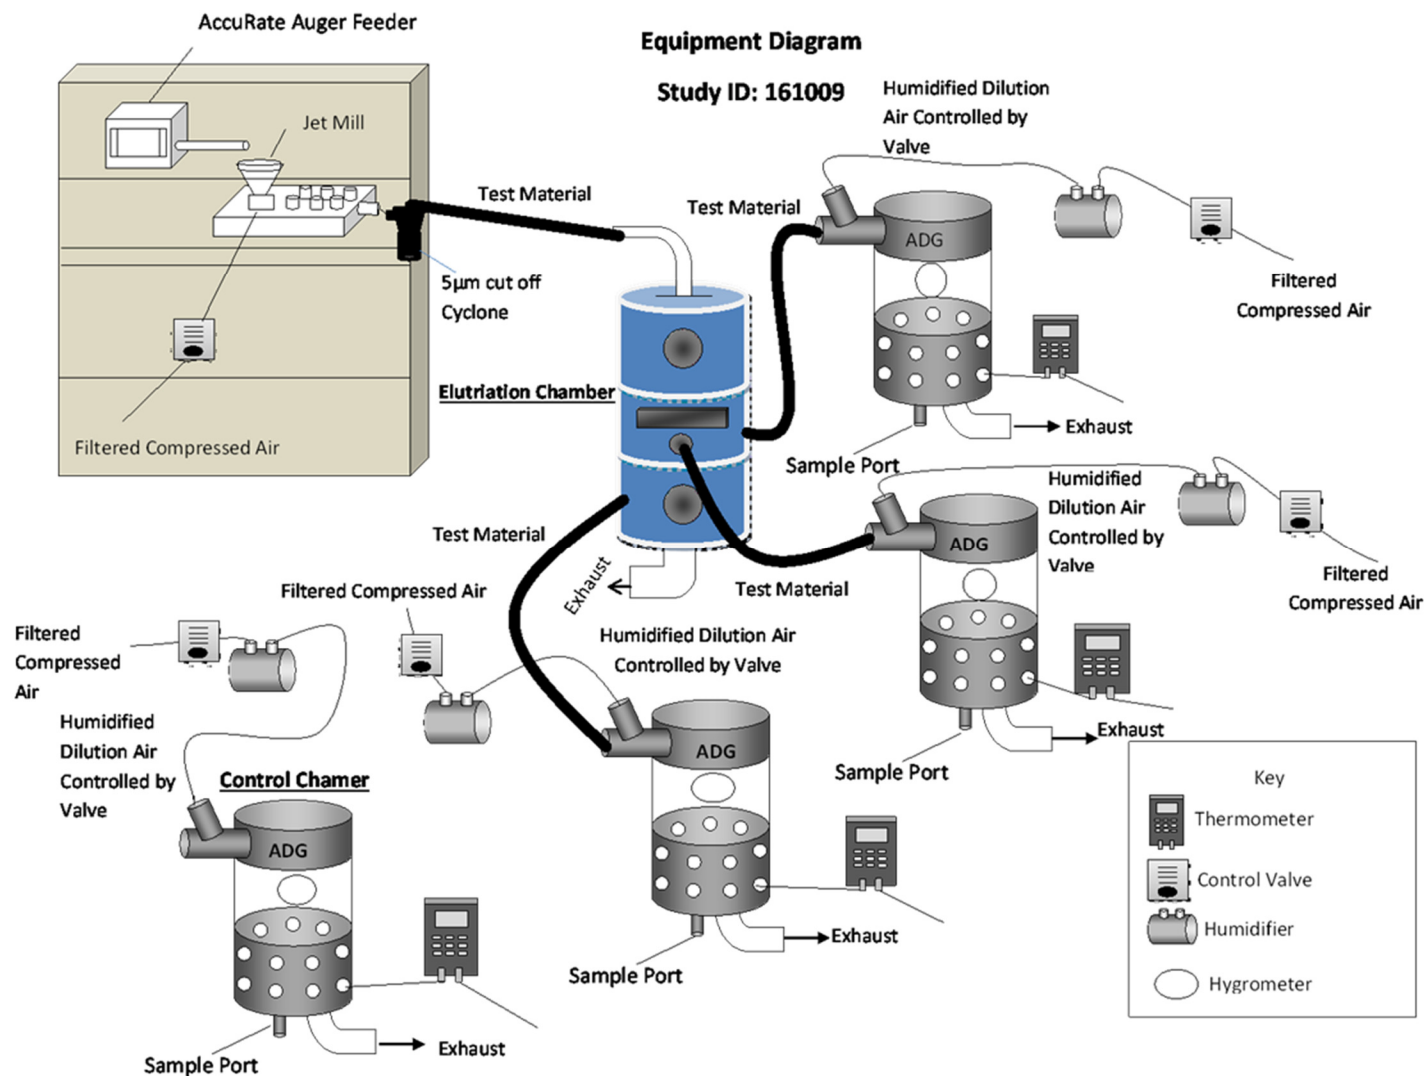 AccuRate Auger Feeder
Equipment Diagram
Study ID: 161009
Jet Mill
Test Material
5µm cut off
Cyclone
Filtered Compressed Air
Elutriation Chamber
Exhaust
Humidified Dilution
Air Controlled by
Valve
Test Material
ADG
Filtered
Compressed Air
Exhaust
Sample Port
Humidified
Dilution Air
Controlled by
Valve
Test Material
ADG
Filtered
Compressed Air
Exhaust
Sample Port
Test Material
Filtered Compressed Air
Humidified Dilution Air
Controlled by Valve
ADG
Exhaust
Sample Port
Filtered
Compressed
Air
Humidified
Dilution Air
Controlled by
Valve
Control Chamer
ADG
Exhaust
Sample Port
Key
Thermometer
Control Valve
Humidifier
Hygrometer